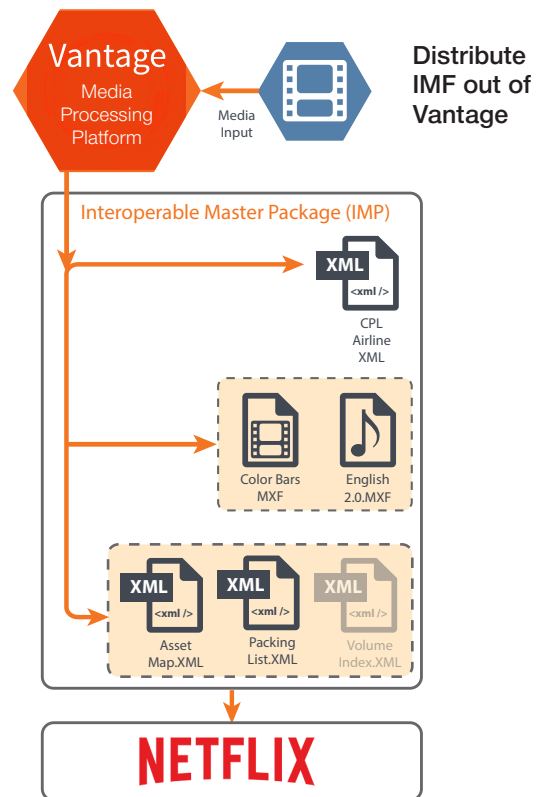 Vantage
Media
Processing
Platform
Media
Input
Distribute
IMF out of
Vantage
Interoperable Master Package (IMP)
XML
<xml />
CPL
Airline
XML
Color Bars
MXF
English
2.0.MXF
XML
<xml />
Asset
Map.XML
XML
<xml />
Packing
List.XML
XML
<xml />
Volume
Index.XML
NETFLIX